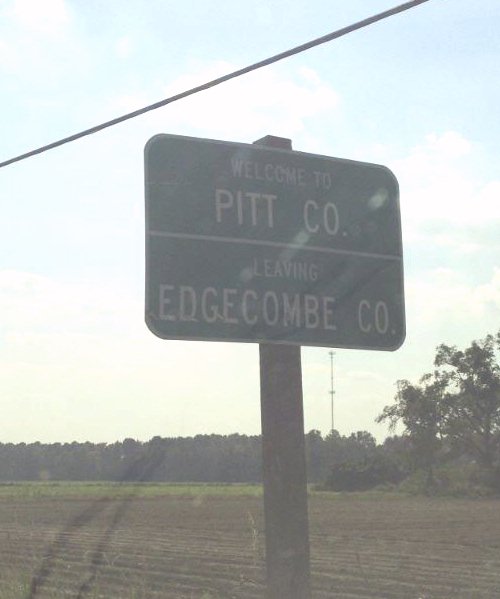 WELCOME TO
PITT CO.
LEAVING
EDGECOMBE CO.